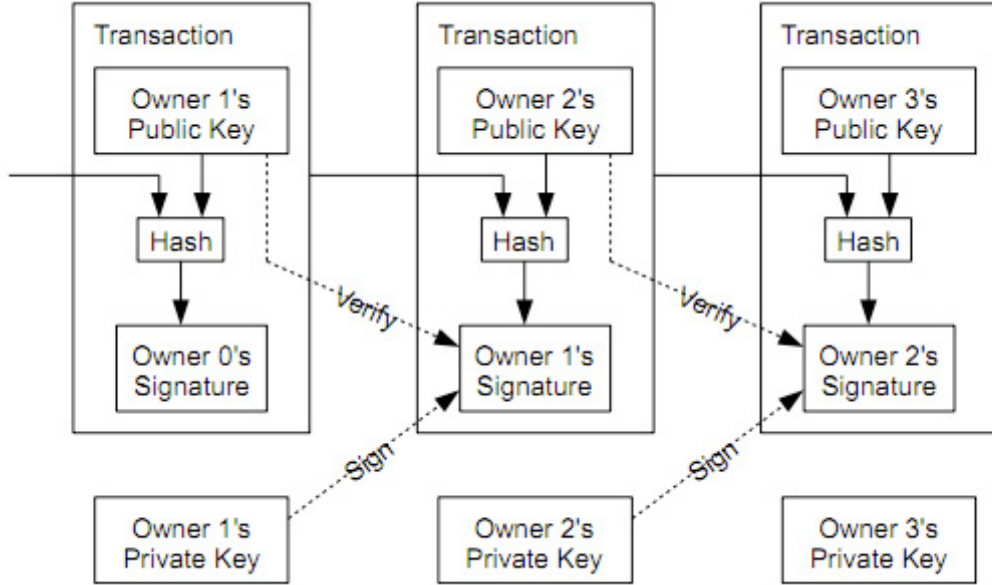 Transaction
Owner 1's
Public Key
Hash
Verify
Owner 0's
Signature
Transaction
Owner 2's
Public Key
Hash
Verify
Owner 1's
Signature
Transaction
Owner 3's
Public Key
Hash
Owner 2's
Signature
Sign
Sign
Owner 1's
Private Key
Owner 2's
Private Key
Owner 3's
Private Key